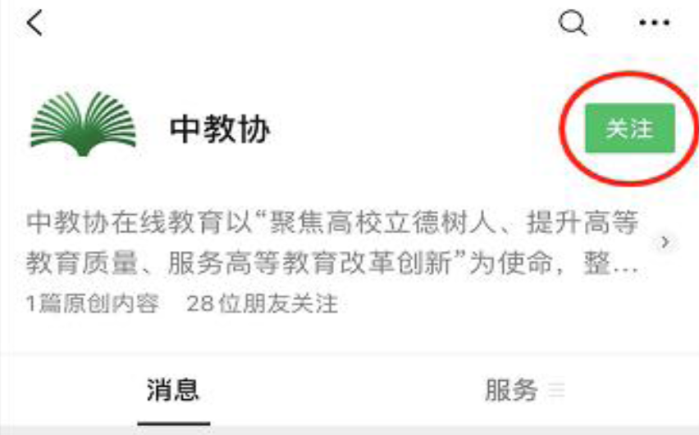 中教协
关注
中教协在线教育以“聚焦高校立德树人、提升高等
教育质量、服务高等教育改革创新”为使命，整...
1篇原创内容 28位朋友关注
消息 服务